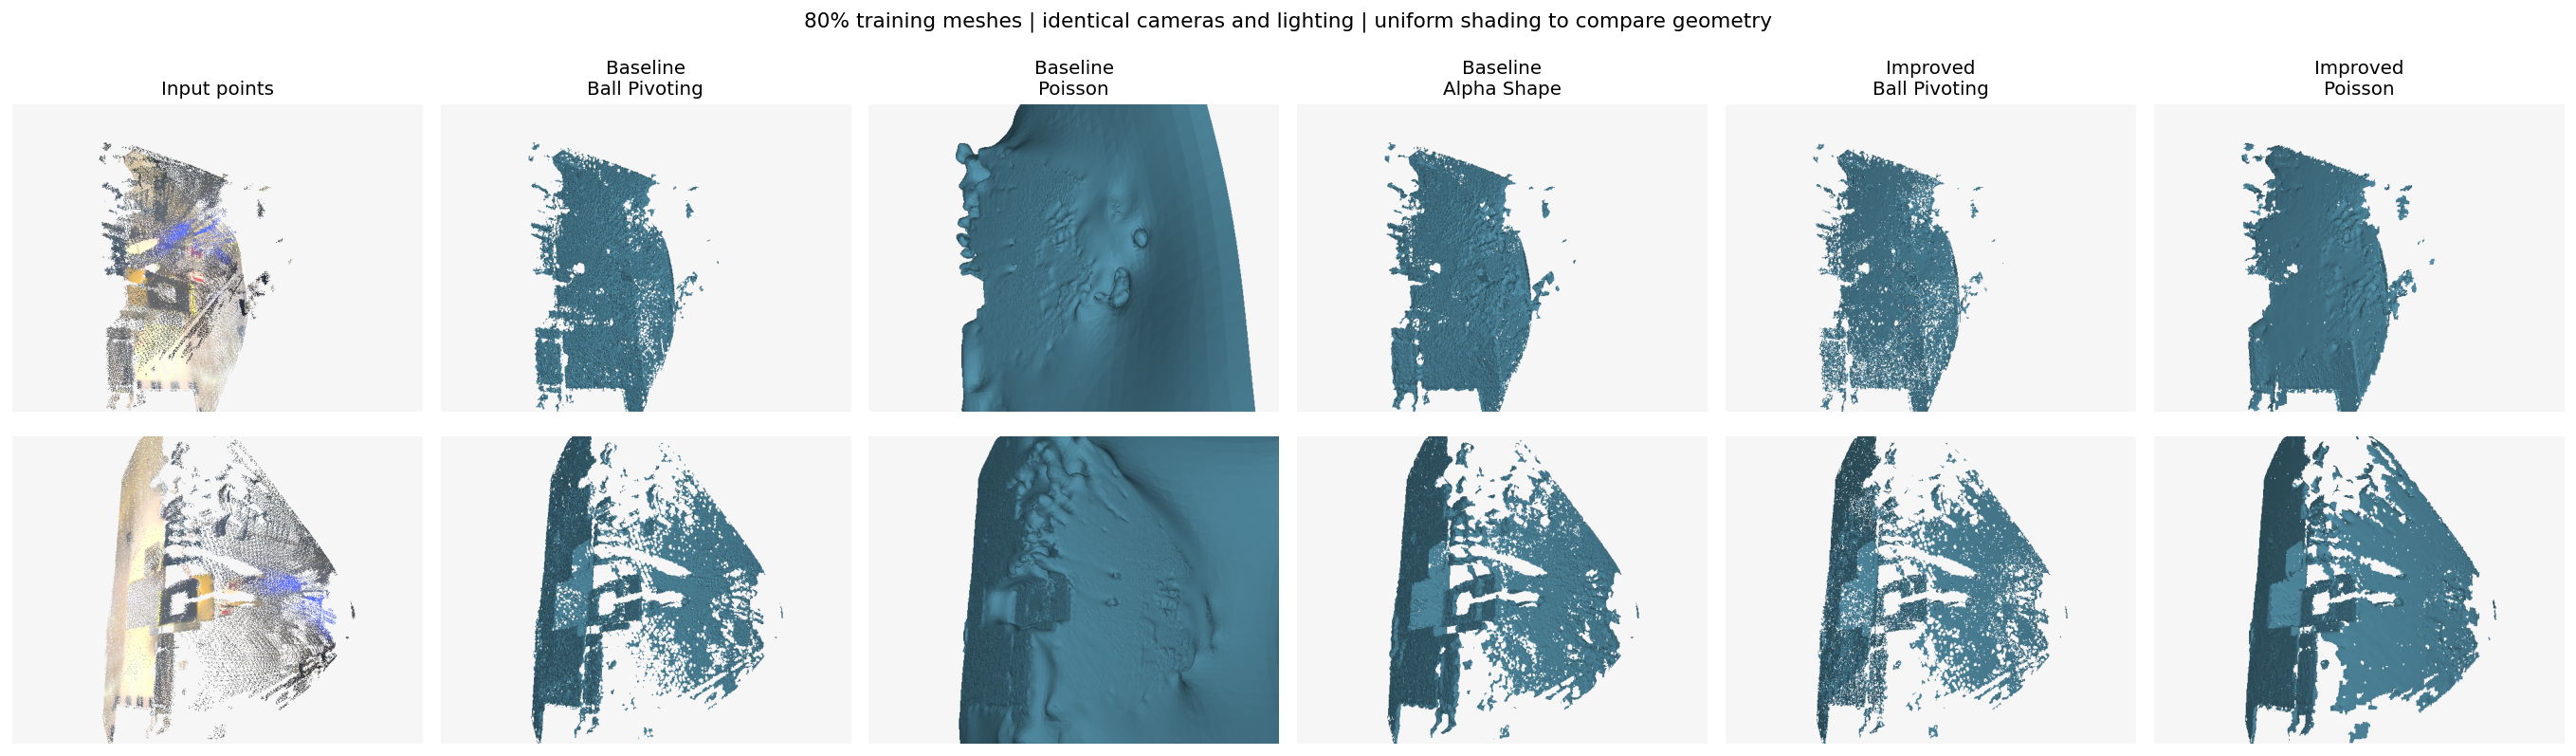 80% training meshes | identical cameras and lighting | uniform shading to compare geometry
Input points
Baseline
Ball Pivoting
Baseline
Poisson
Baseline
Alpha Shape
Improved
Ball Pivoting
Improved
Poisson